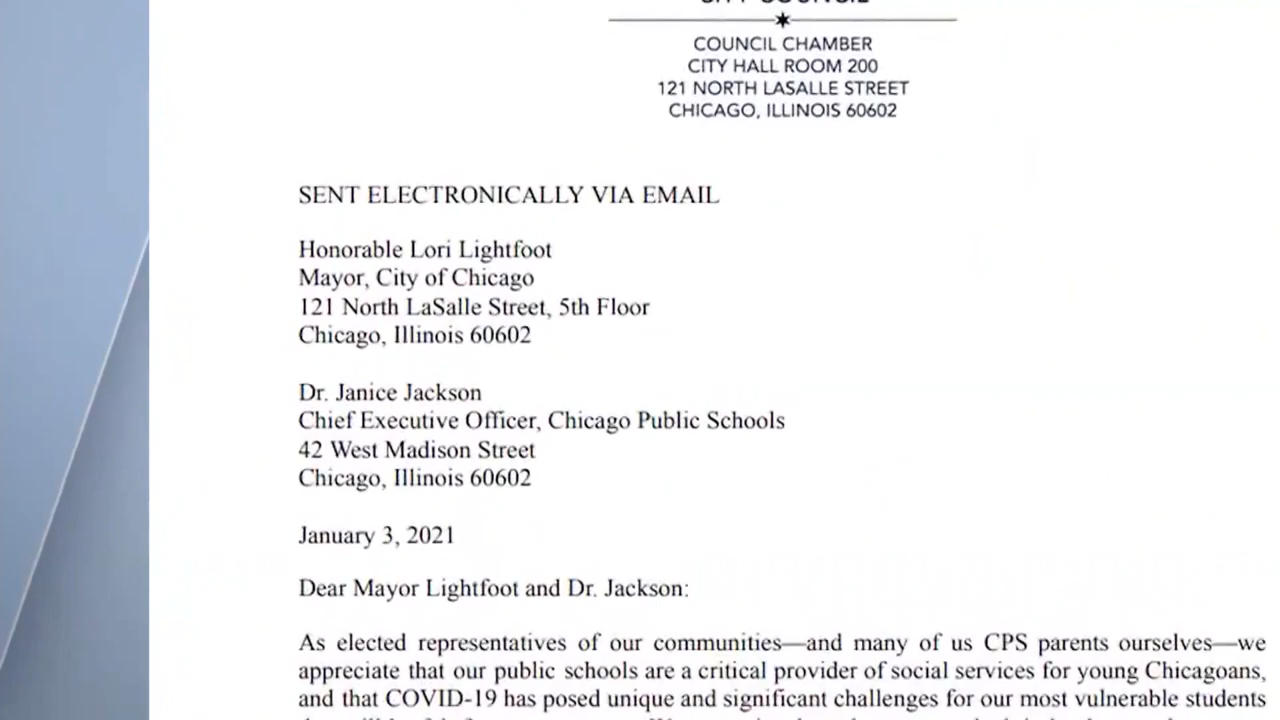 COUNCIL CHAMBER
CITY HALL ROOM 200
121 NORTH LASALLE STREET
CHICAGO, ILLINOIS 60602
SENT ELECTRONICALLY VIA EMAIL
Honorable Lori Lightfoot
Mayor, City of Chicago
121 North LaSalle Street, 5th Floor
Chicago, Illinois 60602
Dr. Janice Jackson
Chief Executive Officer, Chicago Public Schools
42 West Madison Street
Chicago, Illinois 60602
January 3, 2021
Dear Mayor Lightfoot and Dr. Jackson:
As elected representatives of our communities—and many of us CPS parents ourselves—we
appreciate that our public schools are a critical provider of social services for young Chicagoans,
and that COVID-19 has posed unique and significant challenges for our most vulnerable students